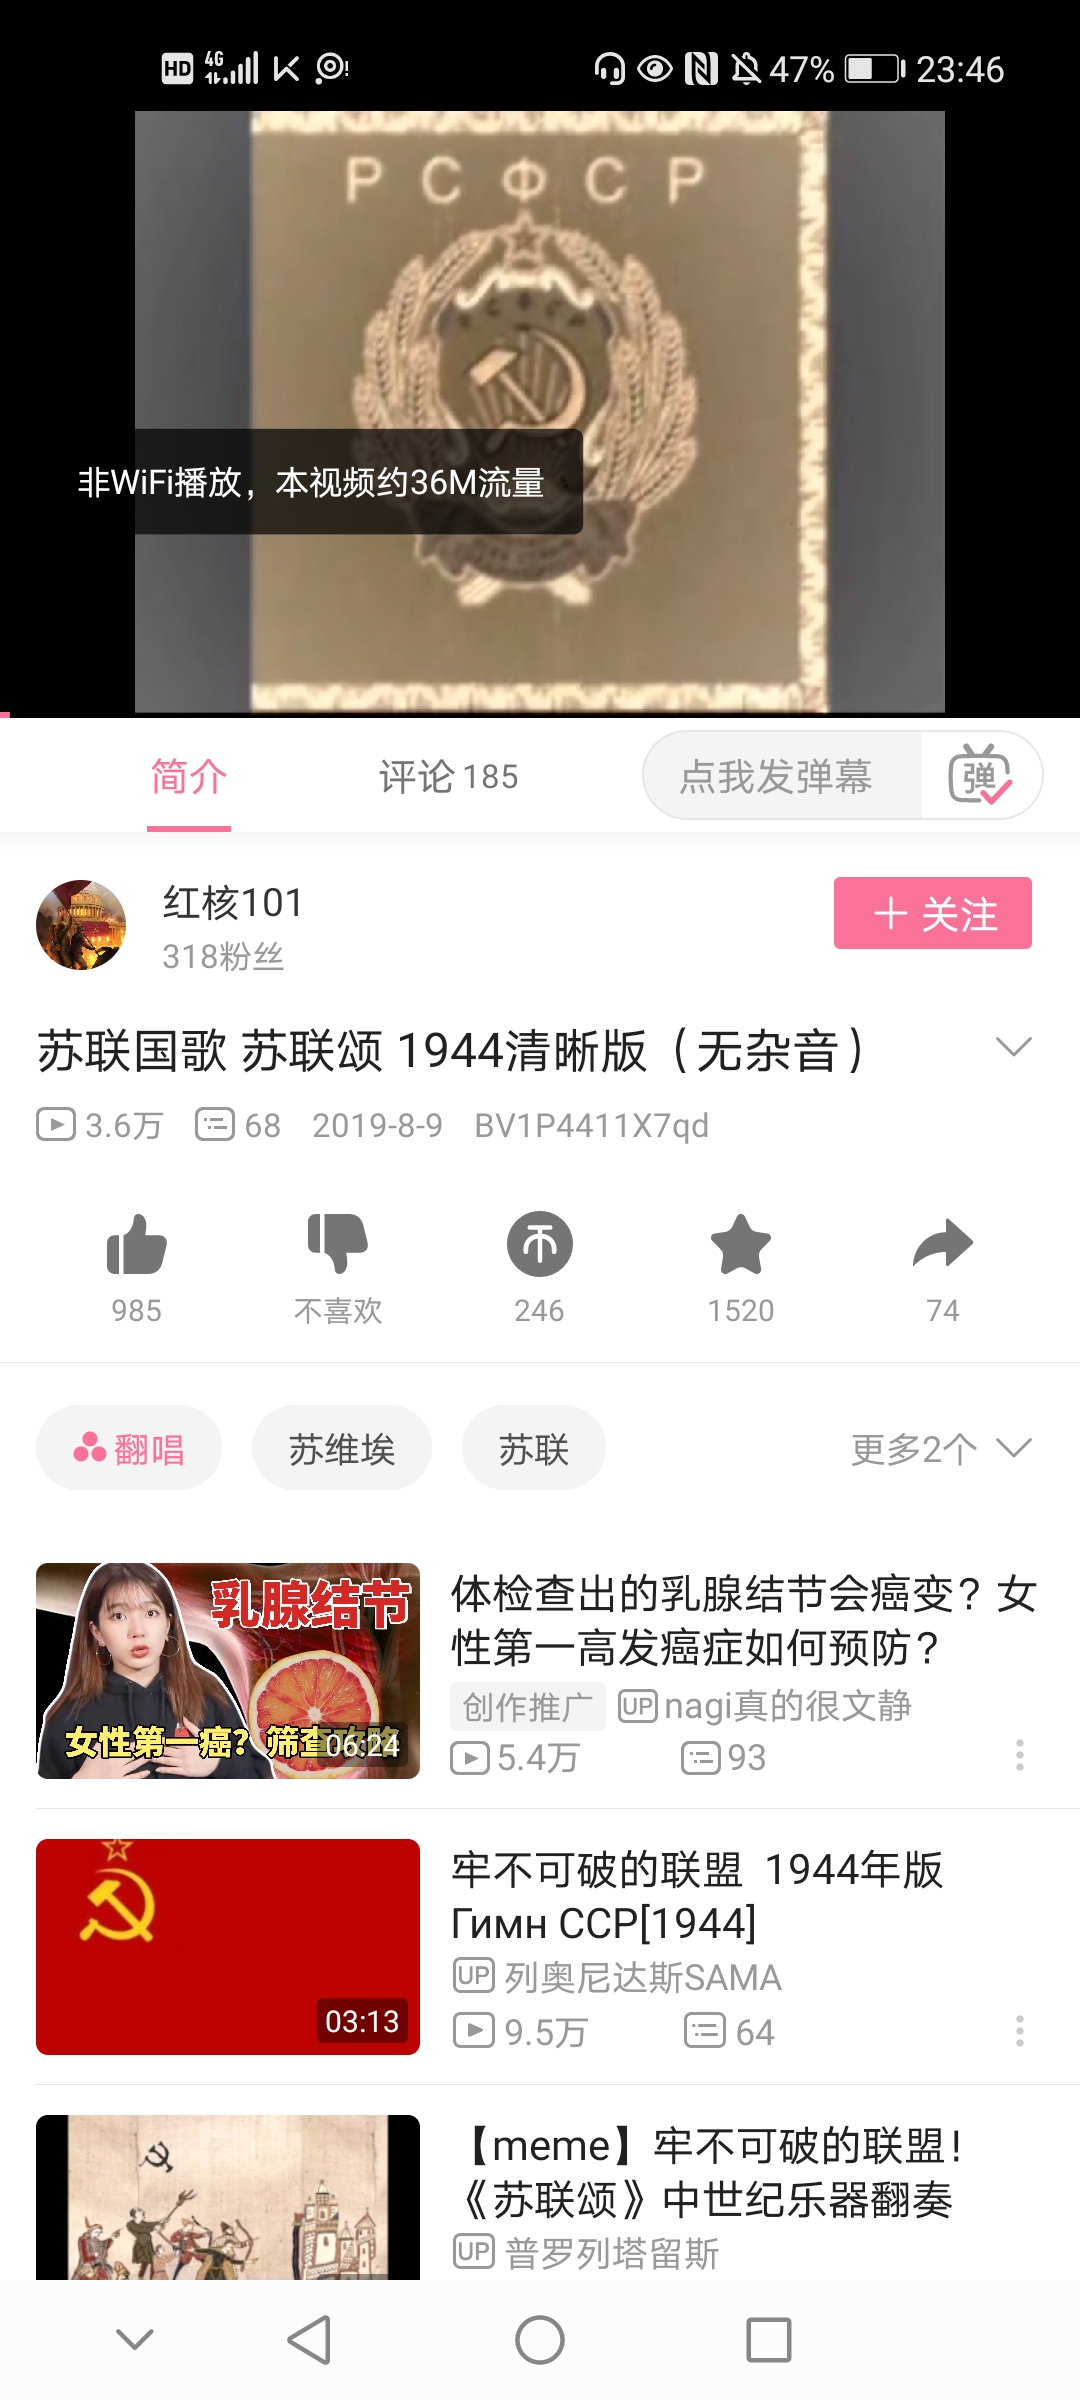 HD 4G 47% 23:46
Р С Ф С Р
非WiFi播放，本视频约36M流量
简介 评论 185 点我发弹幕 弹
红核101
318粉丝
＋ 关注
苏联国歌 苏联颂 1944清晰版（无杂音）
3.6万 68 2019-8-9 BV1P4411X7qd
985 不喜欢 246 1520 74
翻唱 苏维埃 苏联 更多2个
乳腺结节
女性第一癌？筛查
06:24
体检查出的乳腺结节会癌变？女
性第一高发癌症如何预防？
创作推广 UP nagi真的很文静
5.4万 93
03:13
牢不可破的联盟 1944年版
Гимн ССР[1944]
UP 列奥尼达斯SAMA
9.5万 64
【meme】牢不可破的联盟！
《苏联颂》中世纪乐器翻奏
UP 普罗列塔留斯